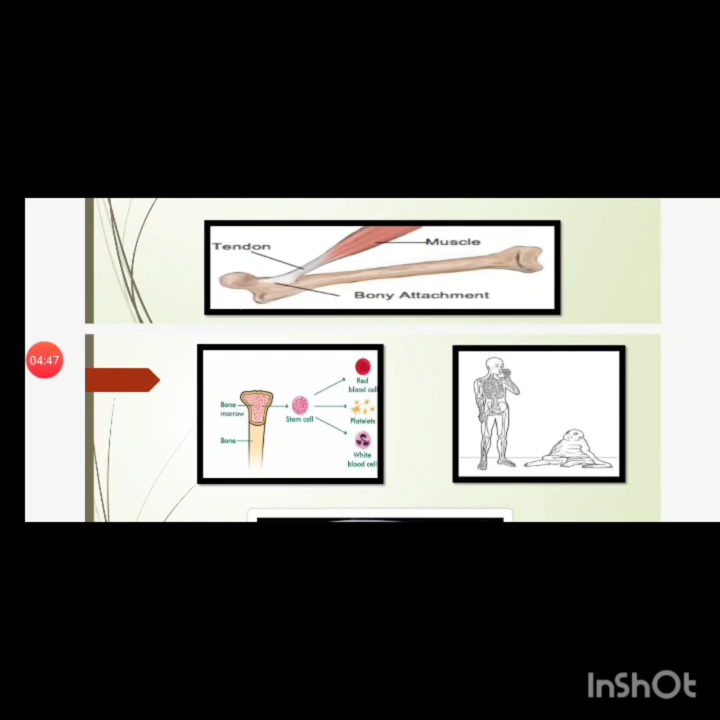 Tendon
Muscle
Bony Attachment
04:47
Bone
marrow
Stem cell
Bone
Red
blood cell
Platelets
White
blood cell
InShOt